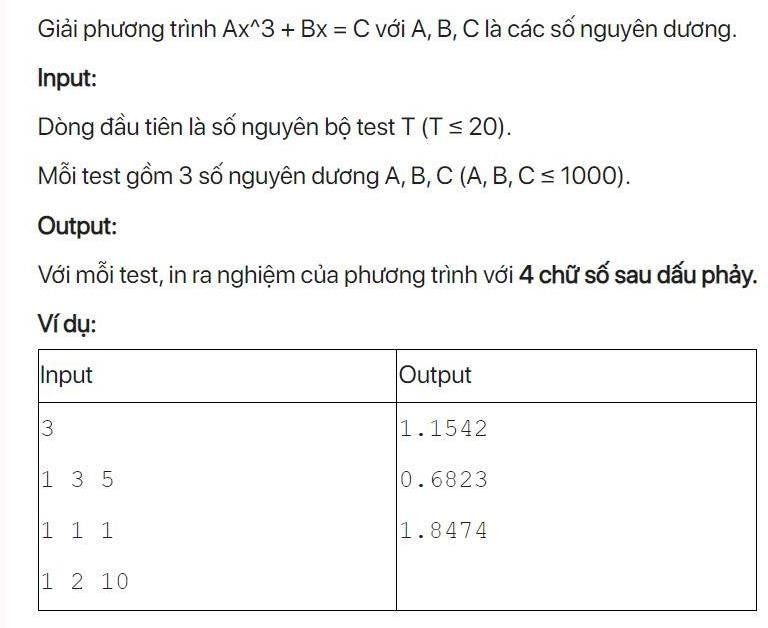 Giải phương trình Ax^3 + Bx = C với A, B, C là các số nguyên dương.
Input:
Dòng đầu tiên là số nguyên bộ test T (T ≤ 20).
Mỗi test gồm 3 số nguyên dương A, B, C (A, B, C ≤ 1000).
Output:
Với mỗi test, in ra nghiệm của phương trình với 4 chữ số sau dấu phảy.
Ví dụ:
Input Output
3 1.1542
1 3 5 0.6823
1 1 1 1.8474
1 2 10